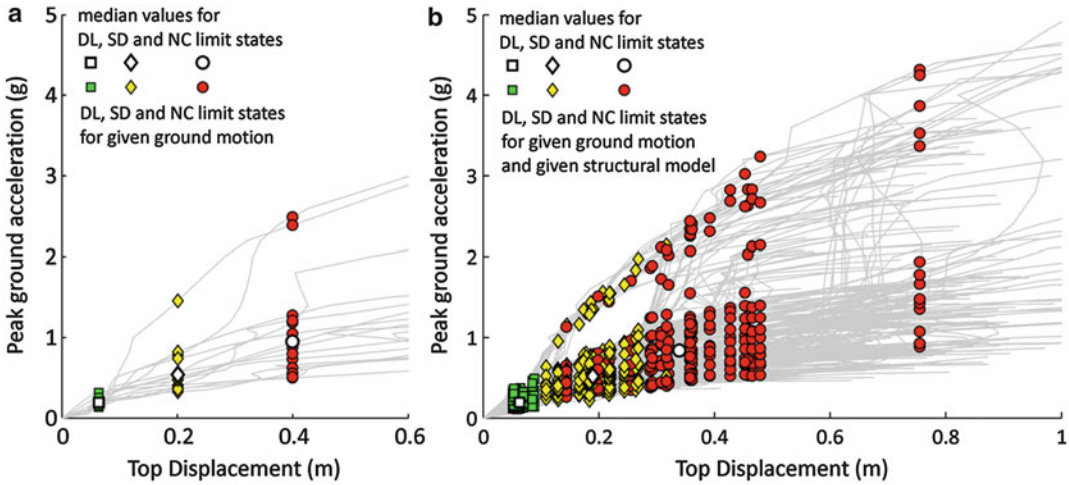 a
5
4
3
2
1
0
Peak ground acceleration (g)
median values for
DL, SD and NC limit states
DL, SD and NC limit states
for given ground motion
0
0.2
0.4
0.6
Top Displacement (m)
b
5
4
3
2
1
0
Peak ground acceleration (g)
median values for
DL, SD and NC limit states
DL, SD and NC limit states
for given ground motion
and given structural model
0
0.2
0.4
0.6
0.8
1
Top Displacement (m)